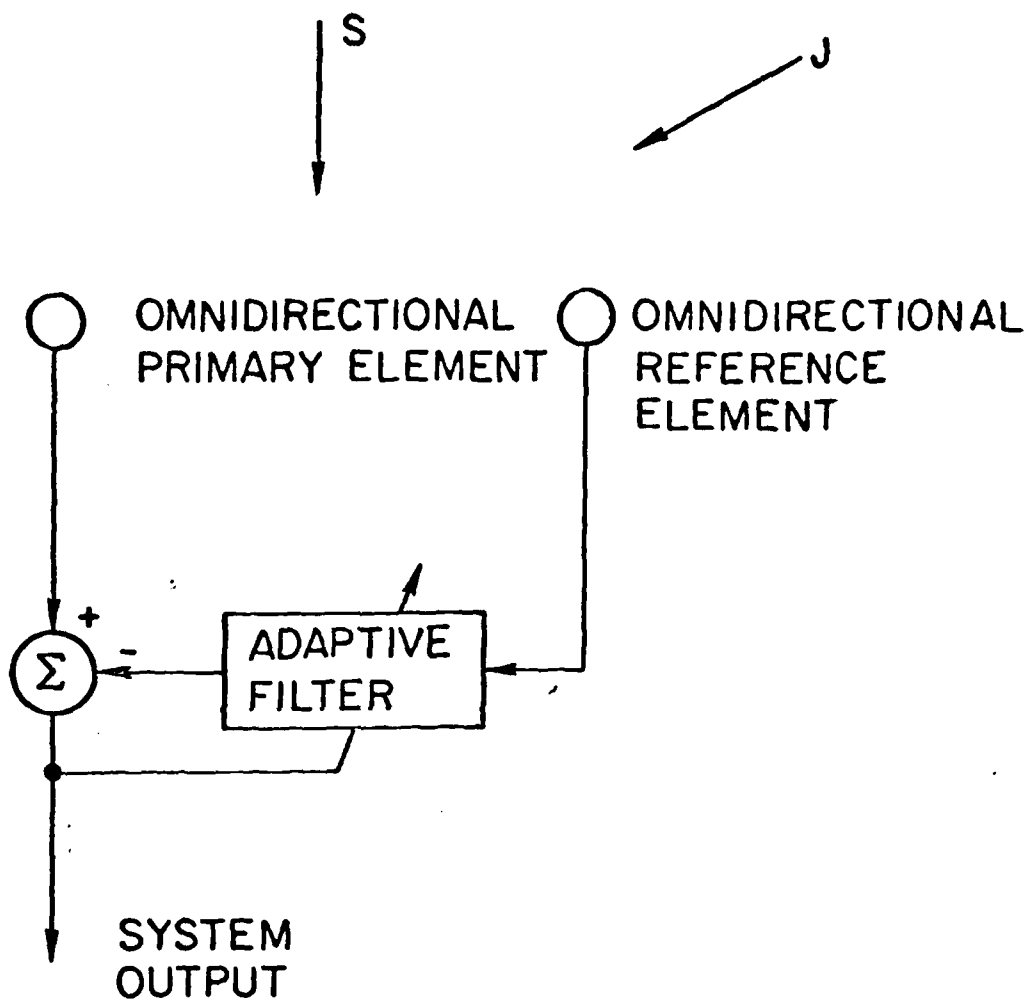 S
J
OMNIDIRECTIONAL
PRIMARY ELEMENT
OMNIDIRECTIONAL
REFERENCE
ELEMENT
+
-
Σ
ADAPTIVE
FILTER
SYSTEM
OUTPUT